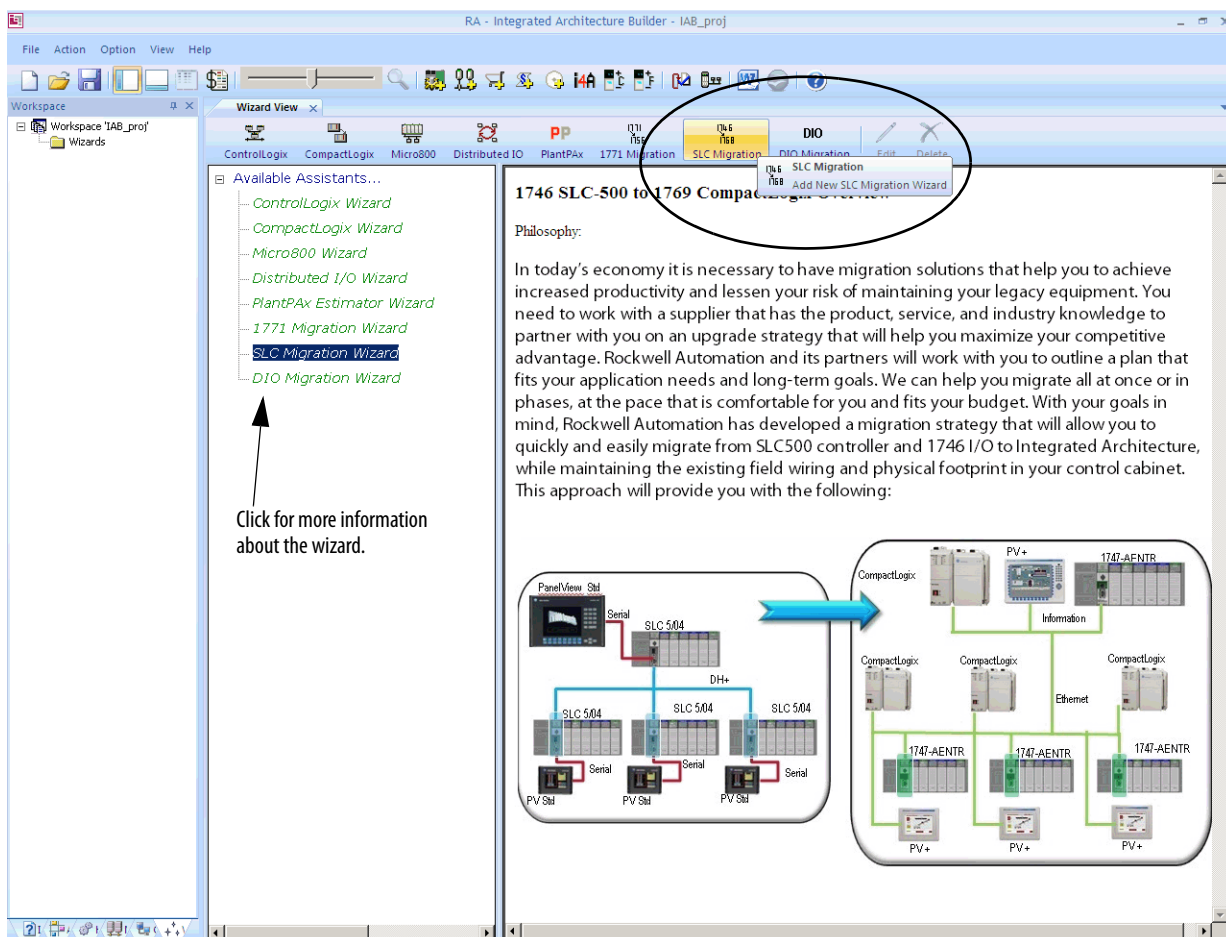 RA - Integrated Architecture Builder - IAB_proj
File Action Option View Help
Workspace
Workspace 'IAB_proj'
Wizards
Wizard View
ControlLogix CompactLogix Micro800 Distributed IO PlantPAx 1771 Migration SLC Migration DIO Migration Edit Delete
SLC Migration
Add New SLC Migration Wizard
Available Assistants...
ControlLogix Wizard
CompactLogix Wizard
Micro800 Wizard
Distributed I/O Wizard
PlantPAx Estimator Wizard
1771 Migration Wizard
SLC Migration Wizard
DIO Migration Wizard
Click for more information
about the wizard.
1746 SLC-500 to 1769 CompactLogix Overview
Philosophy:
In today's economy it is necessary to have migration solutions that help you to achieve
increased productivity and lessen your risk of maintaining your legacy equipment. You
need to work with a supplier that has the product, service, and industry knowledge to
partner with you on an upgrade strategy that will help you maximize your competitive
advantage. Rockwell Automation and its partners will work with you to outline a plan that
fits your application needs and long-term goals. We can help you migrate all at once or in
phases, at the pace that is comfortable for you and fits your budget. With your goals in
mind, Rockwell Automation has developed a migration strategy that will allow you to
quickly and easily migrate from SLC500 controller and 1746 I/O to Integrated Architecture,
while maintaining the existing field wiring and physical footprint in your control cabinet.
This approach will provide you with the following:
PanelView Std
Serial
SLC 5/04
DH+
SLC 5/04
SLC 5/04
SLC 5/04
Serial
Serial
Serial
PV Std
PV Std
PV Std
CompactLogix
PV+
1747-AENTR
Information
CompactLogix
CompactLogix
CompactLogix
Ethernet
1747-AENTR
1747-AENTR
1747-AENTR
PV+
PV+
PV+